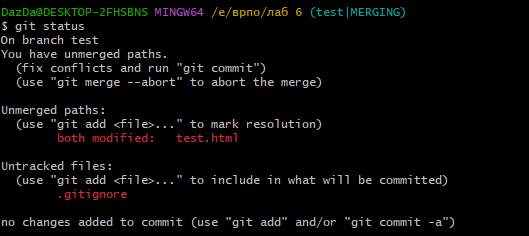 DazDa@DESKTOP-2FHSBNS MINGW64 /e/врпо/лаб 6 (test|MERGING)
$ git status
On branch test
You have unmerged paths.
  (fix conflicts and run "git commit")
  (use "git merge --abort" to abort the merge)

Unmerged paths:
  (use "git add <file>..." to mark resolution)
        both modified:   test.html

Untracked files:
  (use "git add <file>..." to include in what will be committed)
        .gitignore

no changes added to commit (use "git add" and/or "git commit -a")